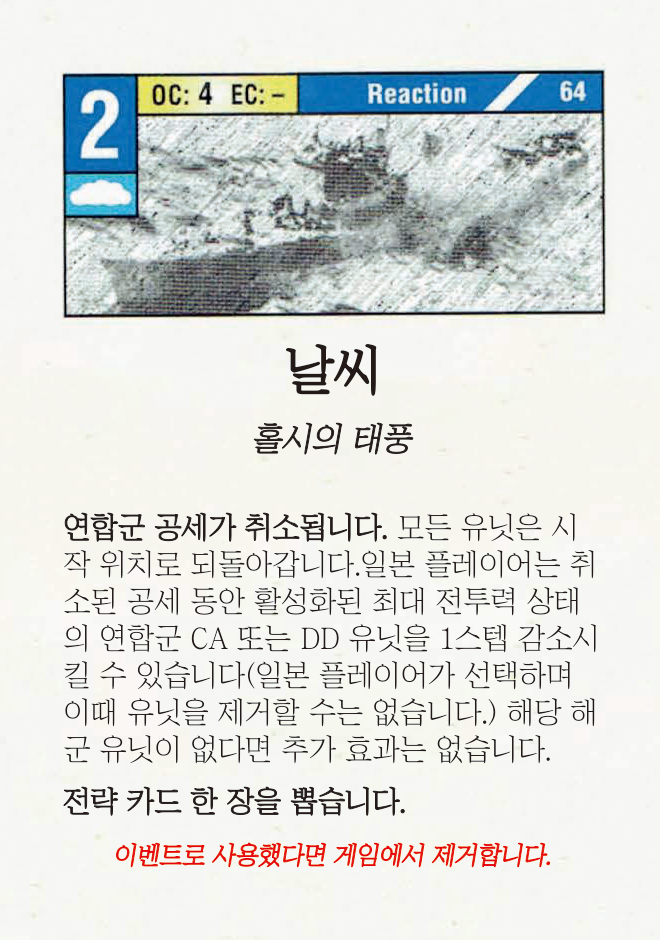 2 OC: 4 EC: – Reaction 64
날씨
홀시의 태풍
연합군 공세가 취소됩니다. 모든 유닛은 시
작 위치로 되돌아갑니다.일본 플레이어는 취
소된 공세 동안 활성화된 최대 전투력 상태
의 연합군 CA 또는 DD 유닛을 1스텝 감소시
킬 수 있습니다(일본 플레이어가 선택하며
이때 유닛을 제거할 수는 없습니다.) 해당 해
군 유닛이 없다면 추가 효과는 없습니다.
전략 카드 한 장을 뽑습니다.
이벤트로 사용했다면 게임에서 제거합니다.